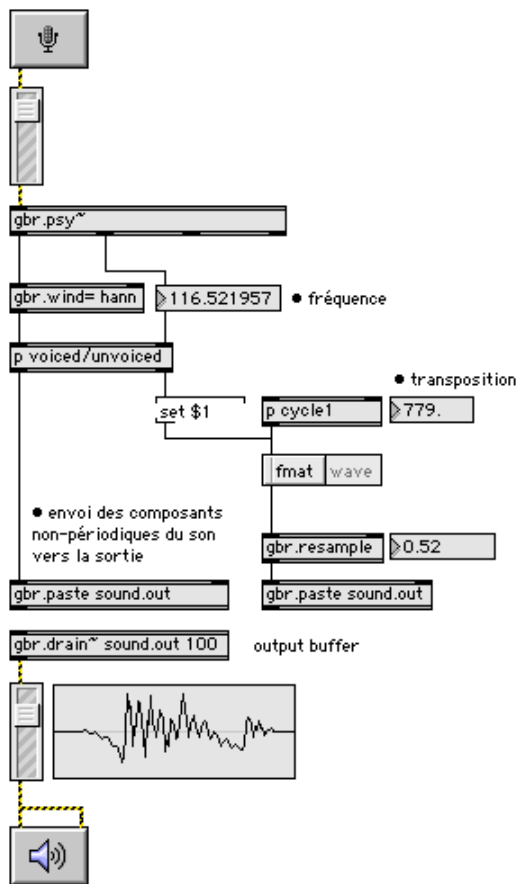 gbr.psy~
gbr.wind= hann
116.521957
● fréquence
p voiced/unvoiced
● transposition
set $1
p cycle1
779.
fmat wave
● envoi des composants
non-périodiques du son
vers la sortie
gbr.resample
0.52
gbr.paste sound.out
gbr.paste sound.out
gbr.drain~ sound.out 100
output buffer